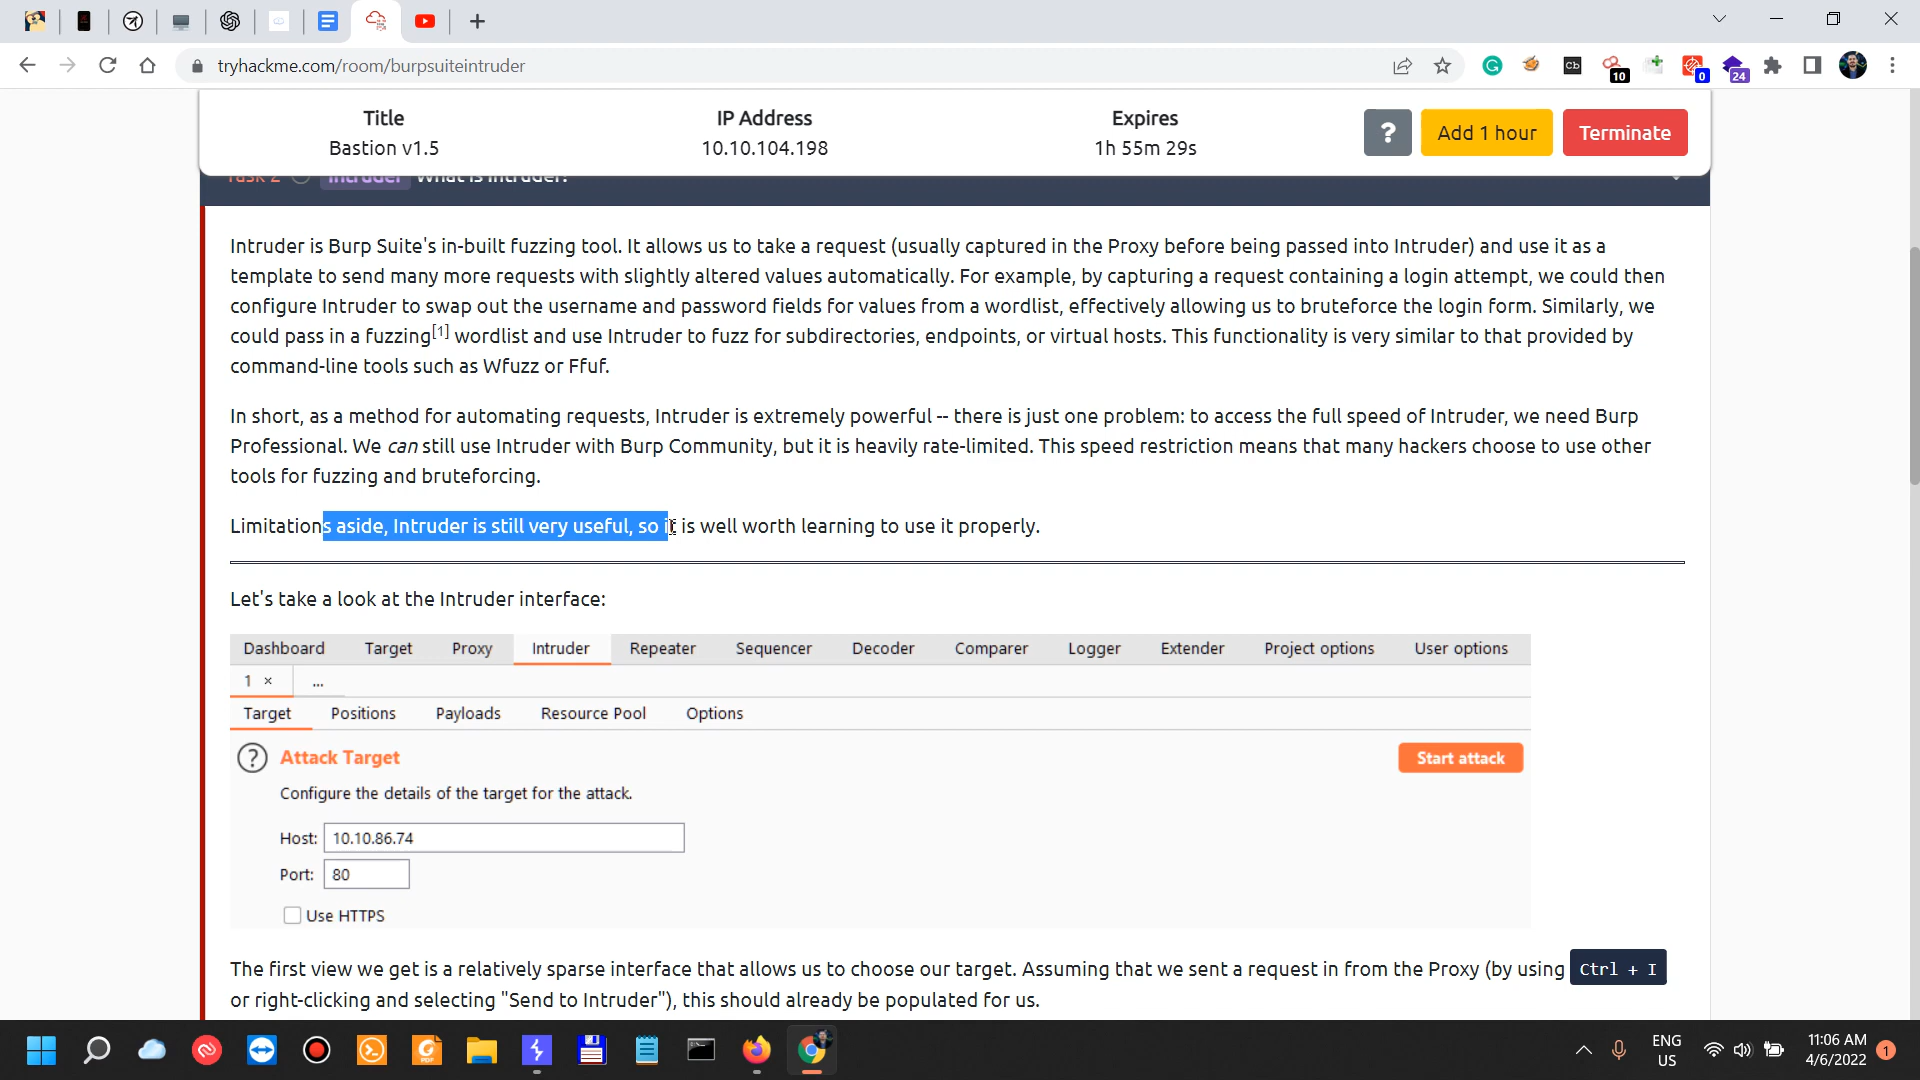 tryhackme.com/room/burpsuiteintruder
10
0
24
Title
IP Address
Expires
Bastion v1.5
10.10.104.198
1h 55m 29s
?
Add 1 hour
Terminate
Task 2 Intruder What is Intruder?
Intruder is Burp Suite's in-built fuzzing tool. It allows us to take a request (usually captured in the Proxy before being passed into Intruder) and use it as a
template to send many more requests with slightly altered values automatically. For example, by capturing a request containing a login attempt, we could then
configure Intruder to swap out the username and password fields for values from a wordlist, effectively allowing us to bruteforce the login form. Similarly, we
could pass in a fuzzing[1] wordlist and use Intruder to fuzz for subdirectories, endpoints, or virtual hosts. This functionality is very similar to that provided by
command-line tools such as Wfuzz or Ffuf.
In short, as a method for automating requests, Intruder is extremely powerful -- there is just one problem: to access the full speed of Intruder, we need Burp
Professional. We can still use Intruder with Burp Community, but it is heavily rate-limited. This speed restriction means that many hackers choose to use other
tools for fuzzing and bruteforcing.
Limitations aside, Intruder is still very useful, so it is well worth learning to use it properly.
Let's take a look at the Intruder interface:
Dashboard Target Proxy Intruder Repeater Sequencer Decoder Comparer Logger Extender Project options User options
1 × ...
Target Positions Payloads Resource Pool Options
? Attack Target
Start attack
Configure the details of the target for the attack.
Host: 10.10.86.74
Port: 80
Use HTTPS
The first view we get is a relatively sparse interface that allows us to choose our target. Assuming that we sent a request in from the Proxy (by using Ctrl + I
or right-clicking and selecting "Send to Intruder"), this should already be populated for us.
ENG
US
11:06 AM
4/6/2022
1